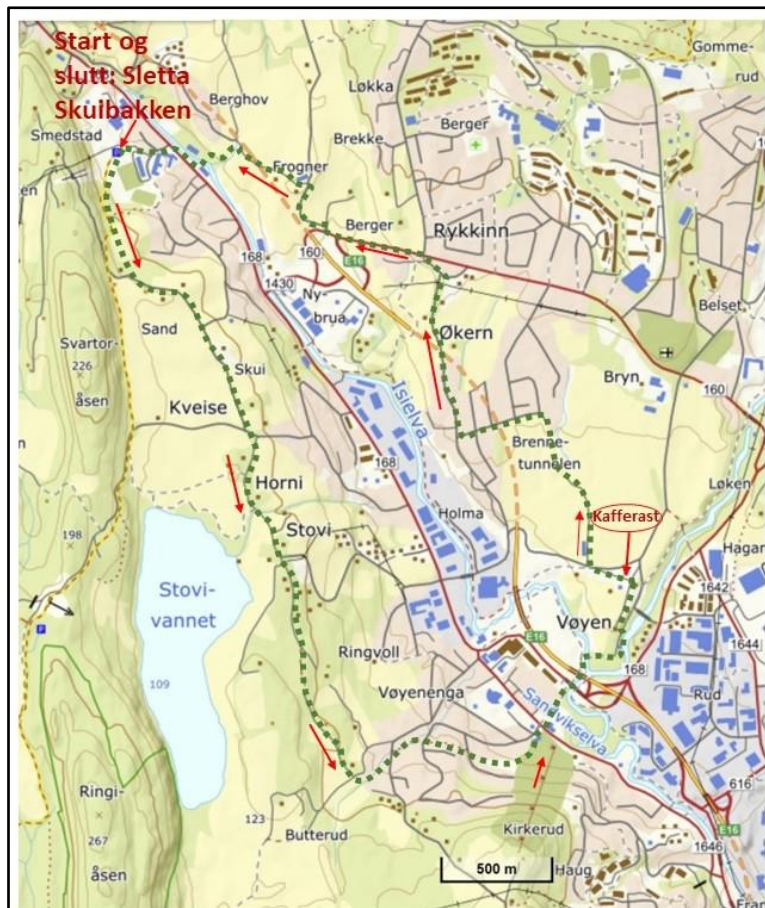 Start og
slutt: Sletta
Skuibakken
Gomme-
rud
Løkka
Berghov
Smedstad
Brekke
Berger
Frogner
Berger
Rykkinn
160
E16
168
1430
Ny-
brua
Økern
Belset
Sand
Svartor-
226
åsen
Skui
Kveise
Isielva
Bryn
160
Brenne-
tunnelen
Horni
168
Løken
Stovi
Holma
Kafferast
198
Hagar
1642
Stovi-
vannet
Vøyen
E16
1644
Ringvoll
168
109
Vøyenenga
Rud
Sandvikselva
616
Ringi-
267
åsen
123
Butterud
Kirkerud
E16
1646
500 m
Haug
Fran